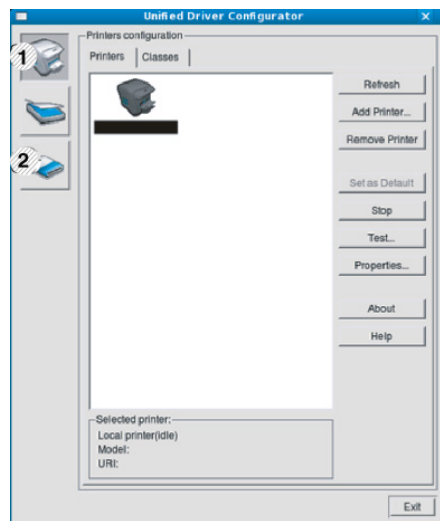 Unified Driver Configurator
Printers configuration
1
Printers
Classes
Refresh
Add Printer...
Remove Printer
2
Set as Default
Stop
Test...
Properties...
About
Help
Selected printer:
Local printer(idle)
Model:
URI:
Exit